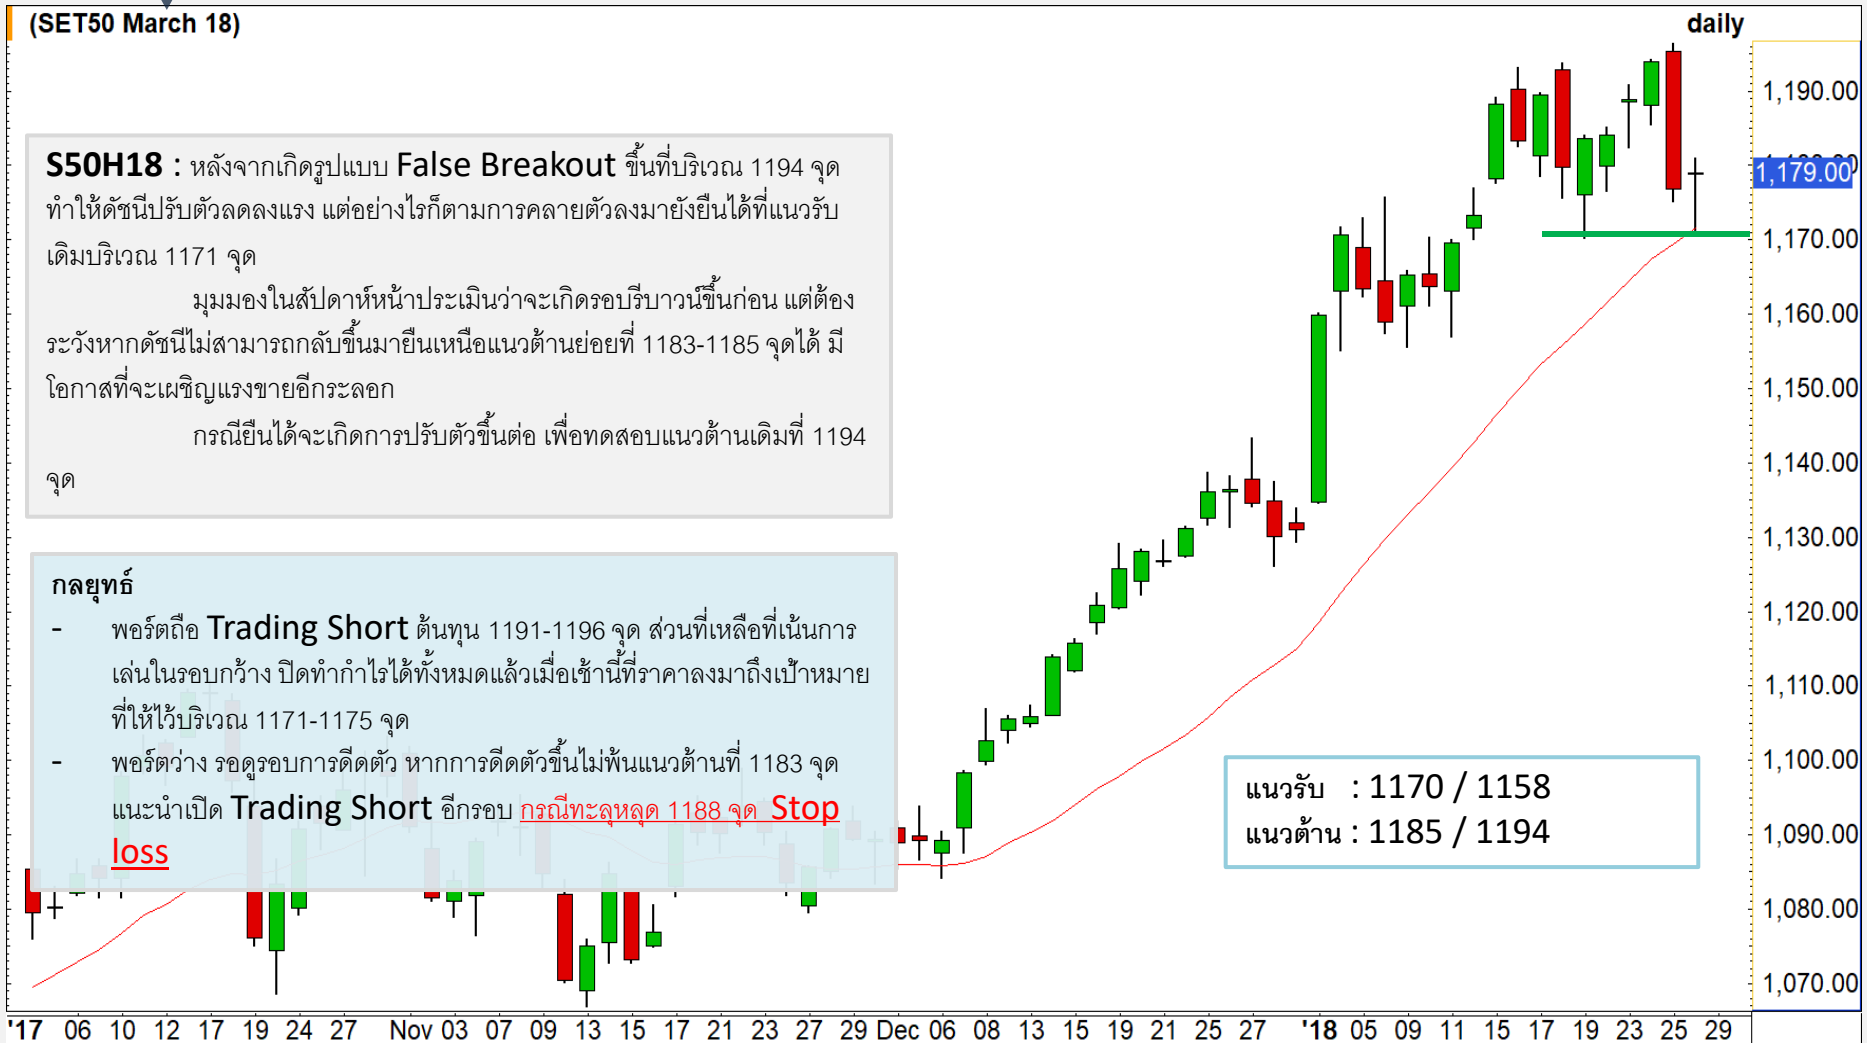 (SET50 March 18)
daily
S50H18 : หลังจากเกิดรูปแบบ False Breakout ขึ้นที่บริเวณ 1194 จุด
ทำให้ดัชนีปรับตัวลดลงแรง แต่อย่างไรก็ตามการคลายตัวลงมายังยืนได้ที่แนวรับ
เดิมบริเวณ 1171 จุด
มุมมองในสัปดาห์หน้าประเมินว่าจะเกิดรอบรีบาวน์ขึ้นก่อน แต่ต้อง
ระวังหากดัชนีไม่สามารถกลับขึ้นมายืนเหนือแนวต้านย่อยที่ 1183-1185 จุดได้ มี
โอกาสที่จะเผชิญแรงขายอีกระลอก
กรณียืนได้จะเกิดการปรับตัวขึ้นต่อ เพื่อทดสอบแนวต้านเดิมที่ 1194
จุด
กลยุทธ์
- พอร์ตถือ Trading Short ต้นทุน 1191-1196 จุด ส่วนที่เหลือที่เน้นการ
เล่นในรอบกว้าง ปิดทำกำไรได้ทั้งหมดแล้วเมื่อเช้านี้ที่ราคาลงมาถึงเป้าหมาย
ที่ให้ไว้บริเวณ 1171-1175 จุด
- พอร์ตว่าง รอดูรอบการดีดตัว หากการดีดตัวขึ้นไม่พ้นแนวต้านที่ 1183 จุด
แนะนำเปิด Trading Short อีกรอบ กรณีทะลุหลุด 1188 จุด Stop
loss
แนวรับ : 1170 / 1158
แนวต้าน : 1185 / 1194
1,190.00
1,179.00
1,170.00
1,160.00
1,150.00
1,140.00
1,130.00
1,120.00
1,110.00
1,100.00
1,090.00
1,080.00
1,070.00
'17 06 10 12 17 19 24 27 Nov 03 07 09 13 15 17 21 23 27 29 Dec 06 08 13 15 19 21 25 27 '18 05 09 11 15 17 19 23 25 29